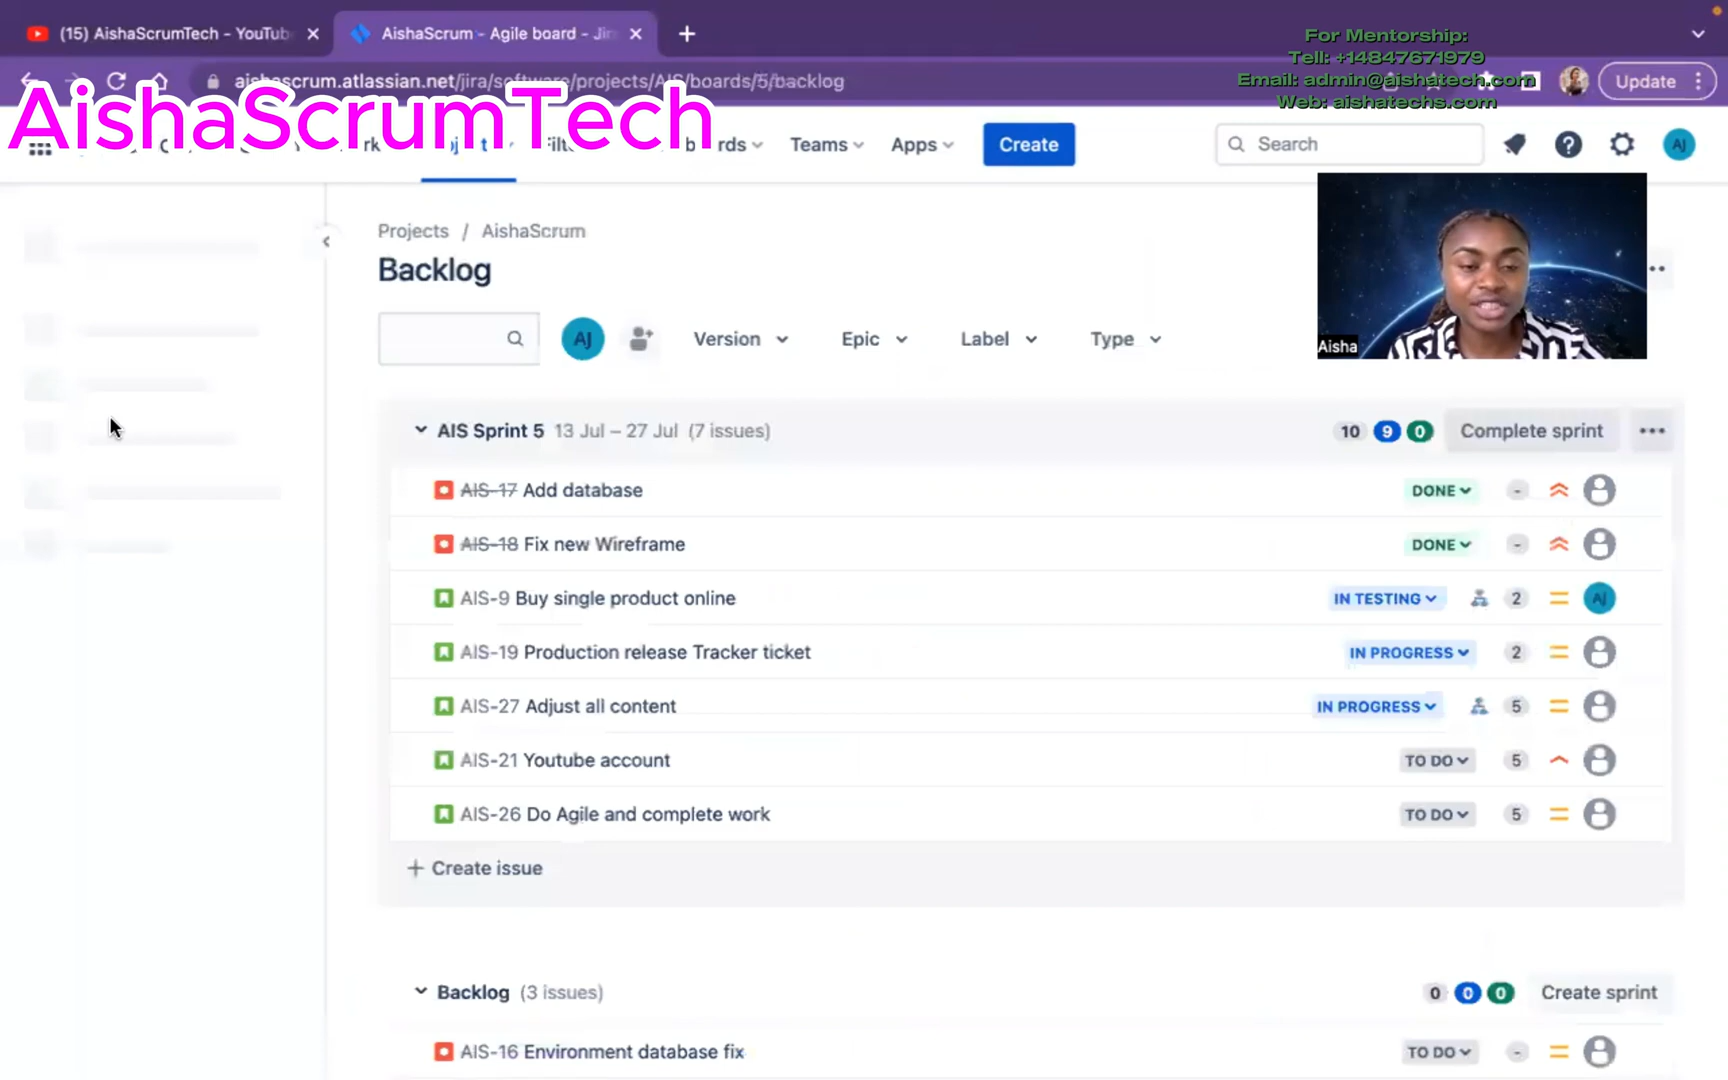 (15) AishaScrumTech - YouTub
AishaScrum - Agile board - Jir
For Mentorship:
Tell: +14847671979
Email: admin@aishatech.com
Web: aishatechs.com
aishascrum.atlassian.net/jira/software/projects/AIS/boards/5/backlog
Update
AishaScrumTech
Teams
Apps
Create
Search
AJ
Projects / AishaScrum
Backlog
AJ
Version
Epic
Label
Type
Aisha
AIS Sprint 5 13 Jul – 27 Jul (7 issues)
10 9 0
Complete sprint
AIS-17 Add database DONE -
AIS-18 Fix new Wireframe DONE -
AIS-9 Buy single product online IN TESTING 2 AJ
AIS-19 Production release Tracker ticket IN PROGRESS 2
AIS-27 Adjust all content IN PROGRESS 5
AIS-21 Youtube account TO DO 5
AIS-26 Do Agile and complete work TO DO 5
+ Create issue
Backlog (3 issues) 0 0 0 Create sprint
AIS-16 Environment database fix TO DO -